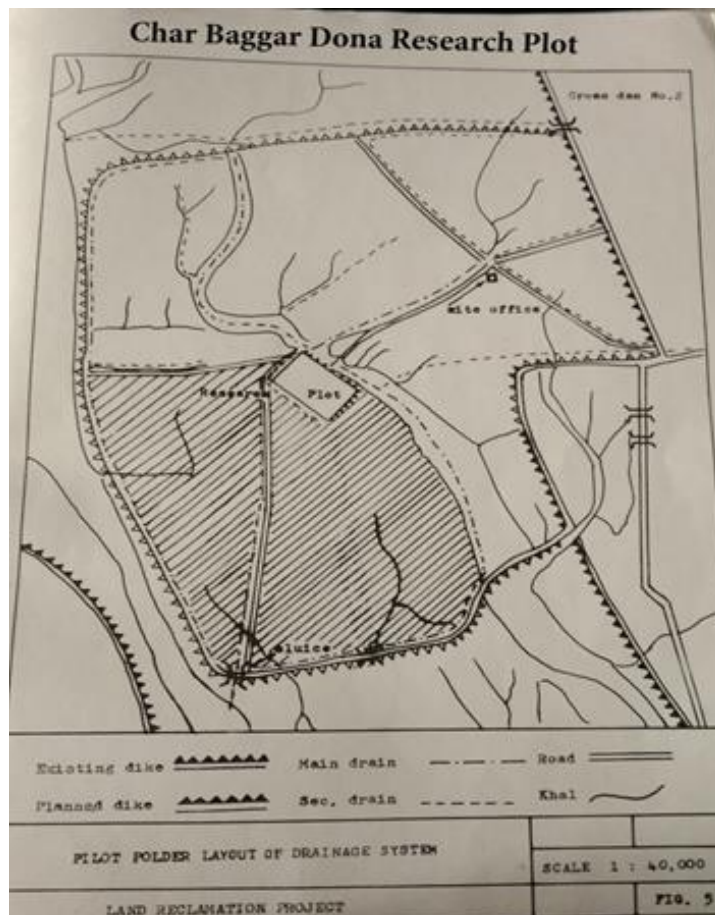 Char Baggar Dona Research Plot
Cross dam No.2
site office
Research Plot
sluice
Existing dike Main drain Road
Planned dike Sec. drain Khal
PILOT POLDER LAYOUT OF DRAINAGE SYSTEM
SCALE 1 : 40,000
LAND RECLAMATION PROJECT
FIG. 5